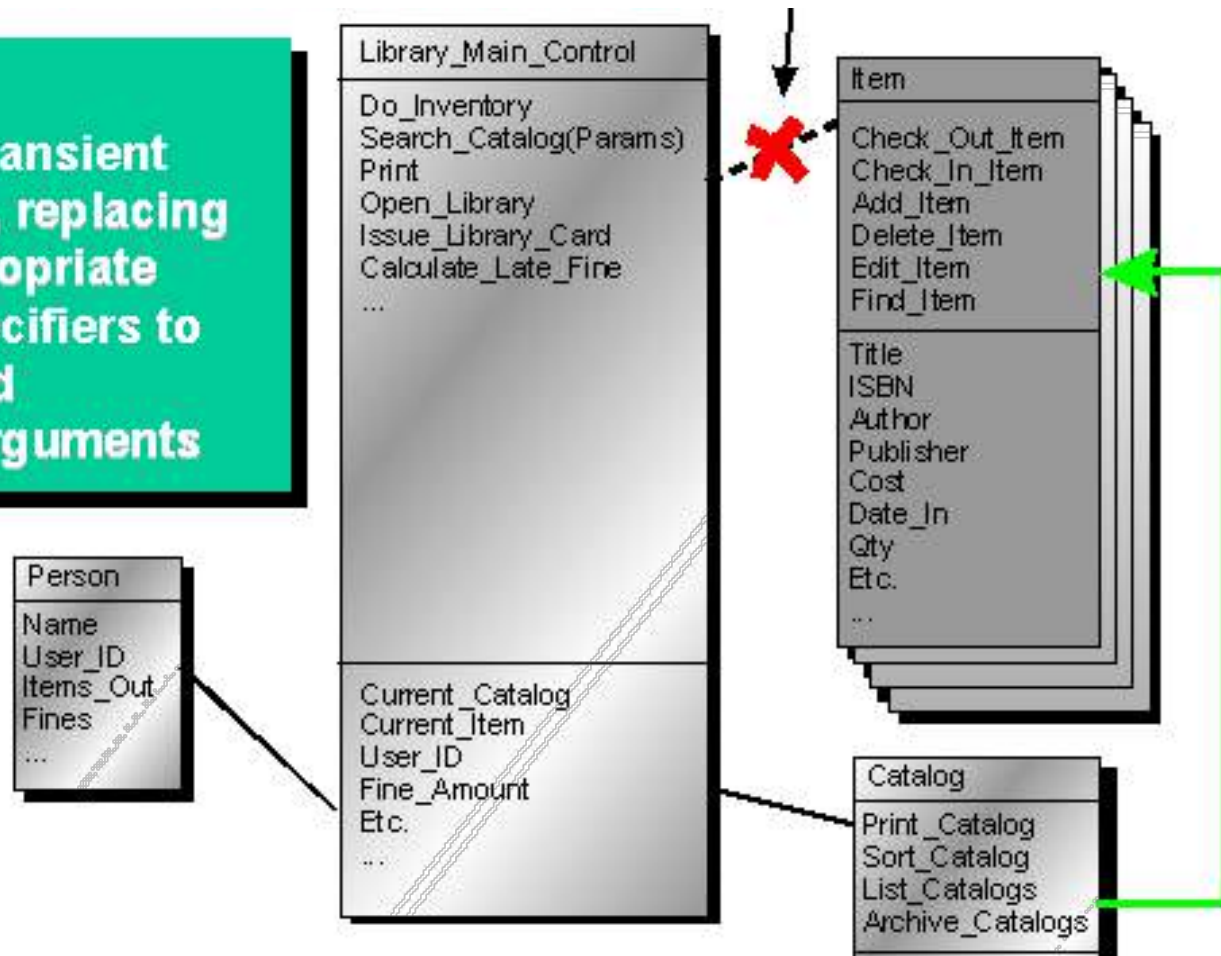 ansient
replacing
opriate
cifiers to
d
guments
Library_Main_Control
Do_Inventory
Search_Catalog(Params)
Print
Open_Library
Issue_Library_Card
Calculate_Late_Fine
...
Current_Catalog
Current_Item
User_ID
Fine_Amount
Etc.
...
Item
Check_Out_Item
Check_In_Item
Add_Item
Delete_Item
Edit_Item
Find_Item
Title
ISBN
Author
Publisher
Cost
Date_In
Qty
Etc.
...
Person
Name
User_ID
Items_Out
Fines
...
Catalog
Print_Catalog
Sort_Catalog
List_Catalogs
Archive_Catalogs